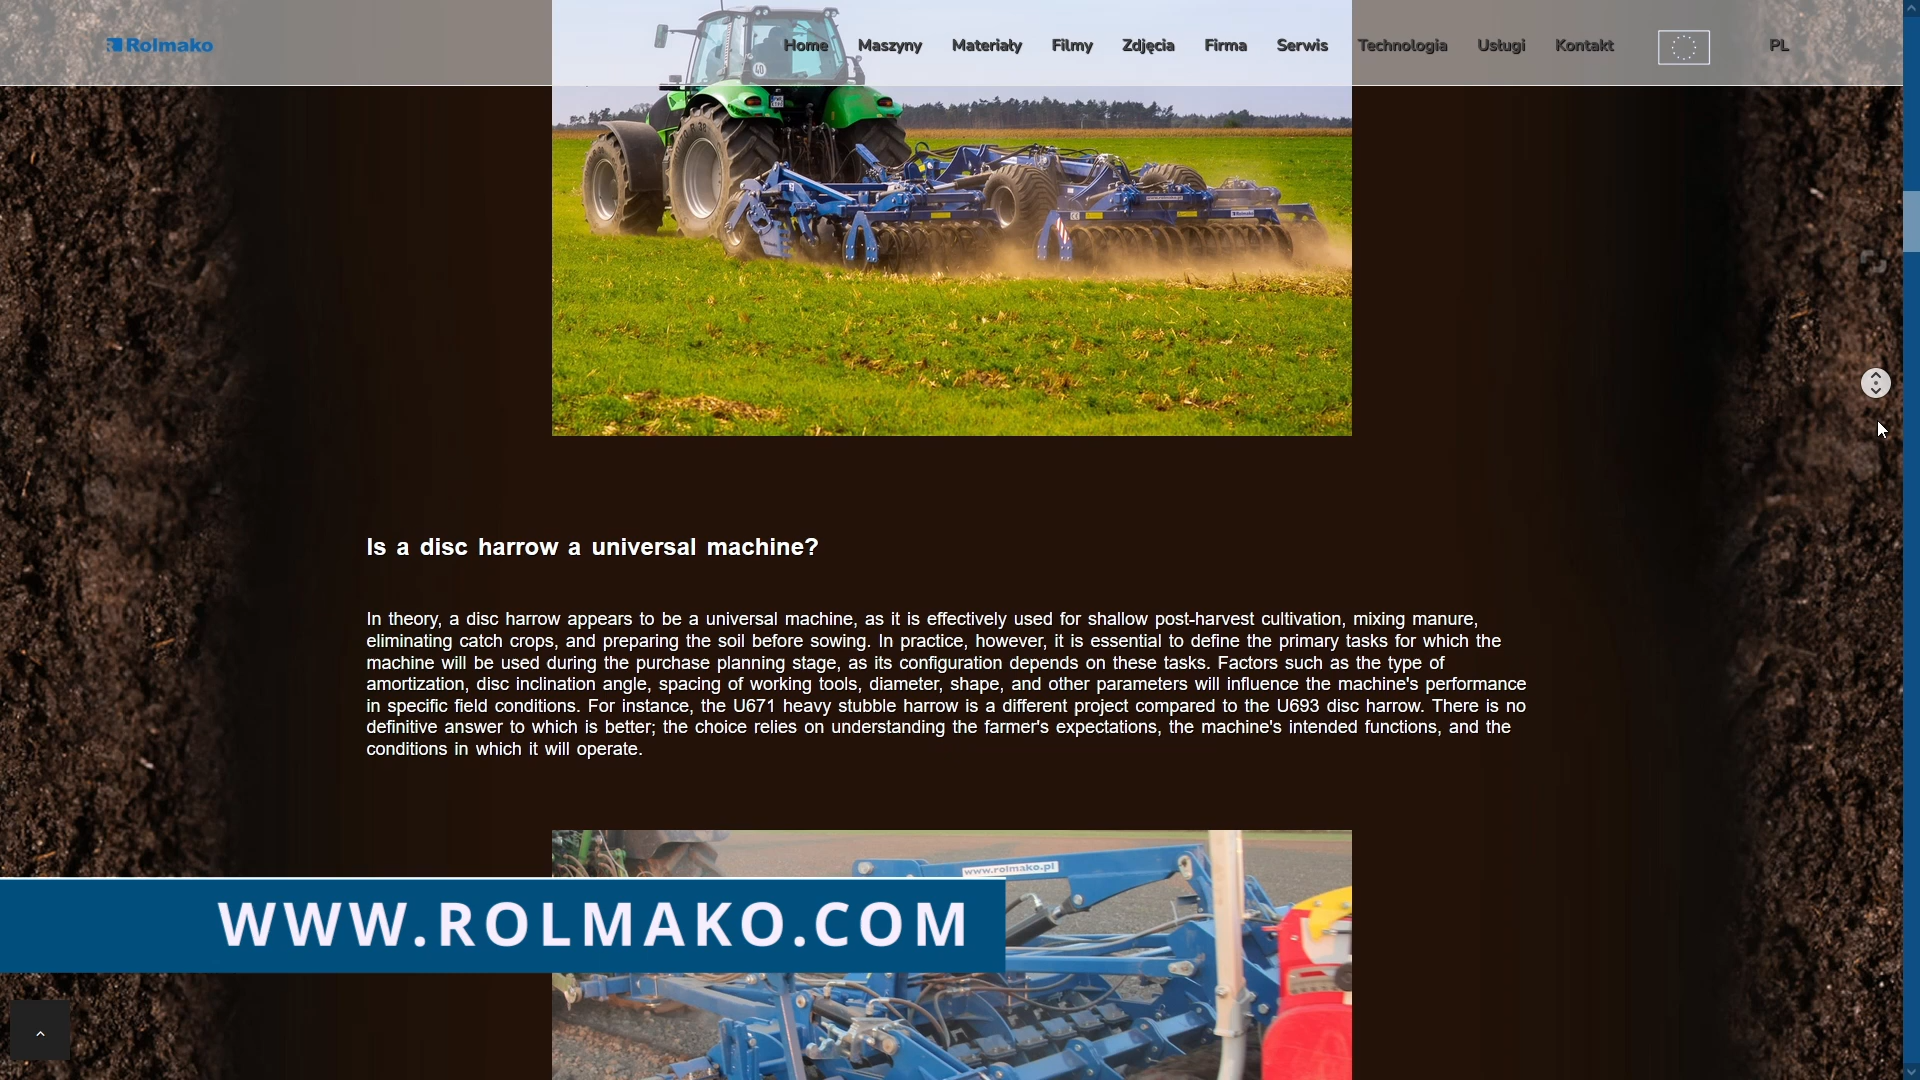 Rolmako
Home Maszyny Materiały Filmy Zdjęcia Firma Serwis Technologia Usługi Kontakt PL
40
Is a disc harrow a universal machine?
In theory, a disc harrow appears to be a universal machine, as it is effectively used for shallow post-harvest cultivation, mixing manure,
eliminating catch crops, and preparing the soil before sowing. In practice, however, it is essential to define the primary tasks for which the
machine will be used during the purchase planning stage, as its configuration depends on these tasks. Factors such as the type of
amortization, disc inclination angle, spacing of working tools, diameter, shape, and other parameters will influence the machine's performance
in specific field conditions. For instance, the U671 heavy stubble harrow is a different project compared to the U693 disc harrow. There is no
definitive answer to which is better; the choice relies on understanding the farmer's expectations, the machine's intended functions, and the
conditions in which it will operate.
www.rolmako.pl
WWW.ROLMAKO.COM